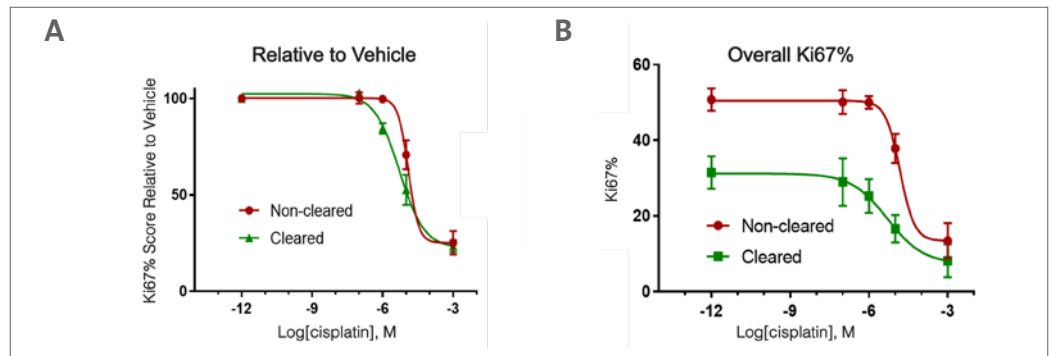 A
Relative to Vehicle
Ki67% Score Relative to Vehicle
100
50
0
Non-cleared
Cleared
-12 -9 -6 -3
Log[cisplatin], M
B
Overall Ki67%
Ki67%
60
40
20
0
Non-cleared
Cleared
-12 -9 -6 -3
Log[cisplatin], M